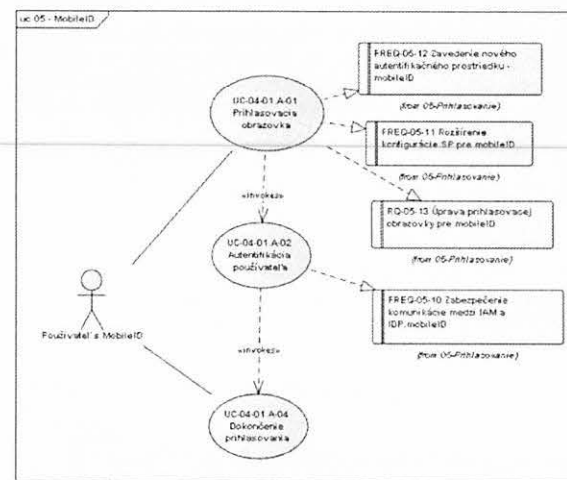 uc 05 - MobileID
FREQ-05-12 Zavedenie nového
autentifikačného prostriedku -
mobileID
(from 05-Prihlasovanie)
UC-04-01.A-01
Prihlasovacia
obrazovka
FREQ-05-11 Rozšírenie
konfigurácie SP pre mobileID
(from 05-Prihlasovanie)
«invokes»
RQ-05-13 Úprava prihlasovacej
obrazovky pre mobileID
(from 05-Prihlasovanie)
UC-04-01.A-02
Autentifikácia
používateľa
FREQ-05-10 Zabezpečenie
komunikácie medzi IAM a
IDP.mobileID
(from 05-Prihlasovanie)
Používateľ s MobileID
«invokes»
UC-04-01.A-04
Dokončenie
prihlasovania